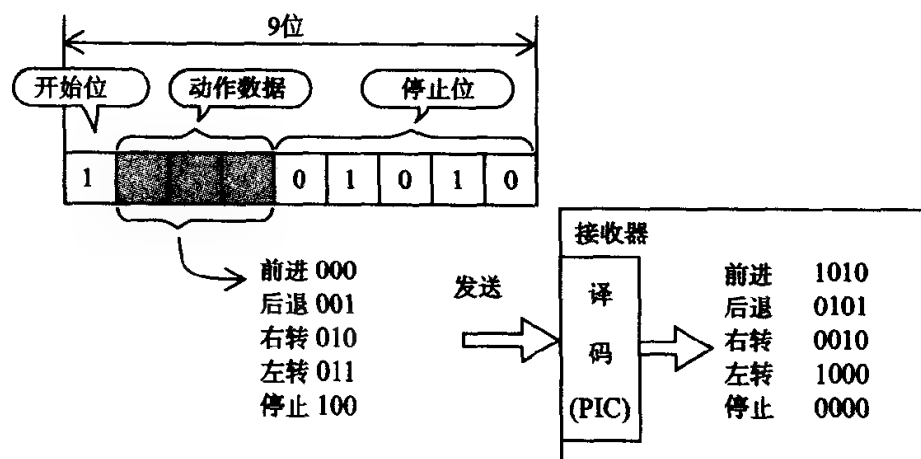 9位
开始位
动作数据
停止位
1 0 1 0 1 0
接收器
前进 000
后退 001
右转 010
左转 011
停止 100
发送
译
码
(PIC)
前进 1010
后退 0101
右转 0010
左转 1000
停止 0000